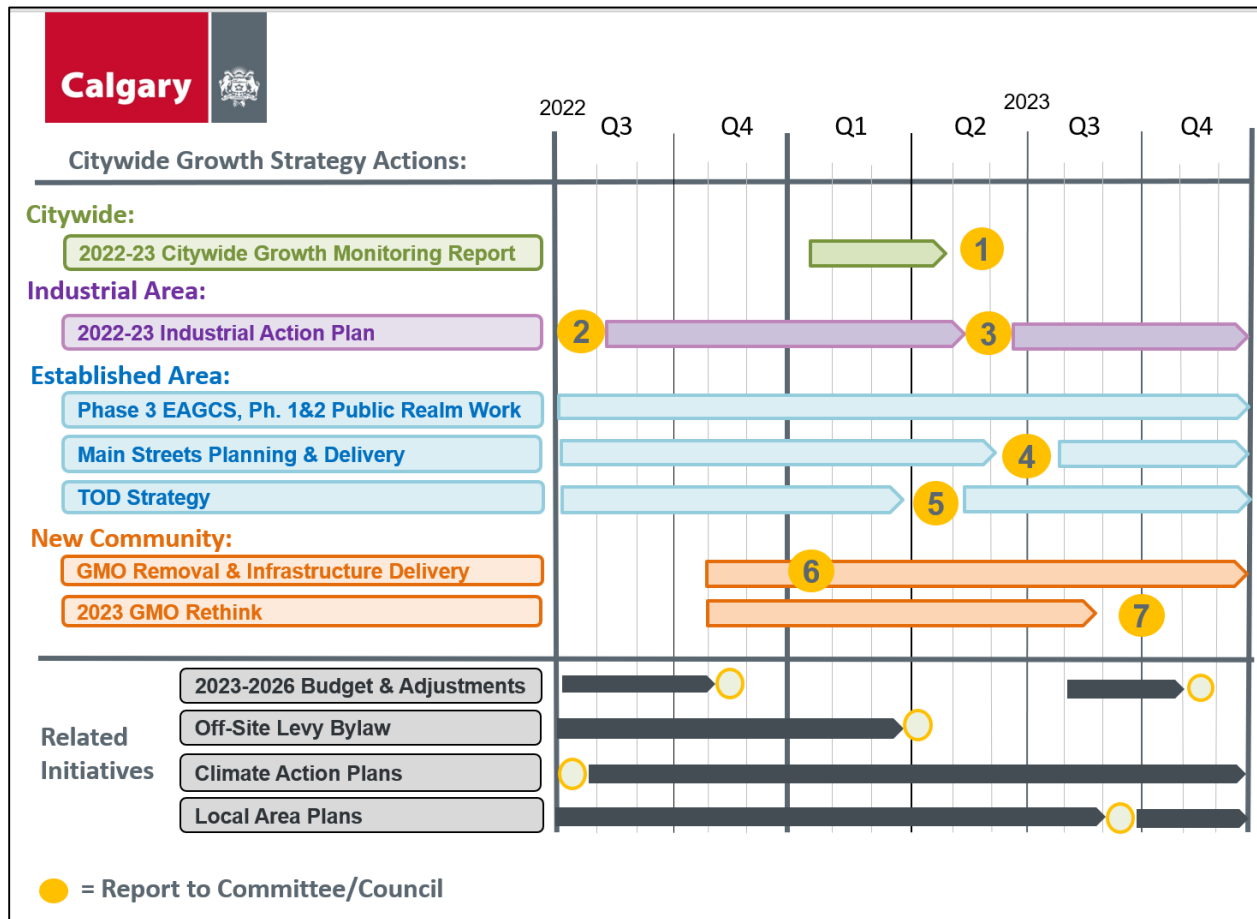 Calgary
2022
2023
Q3 Q4 Q1 Q2 Q3 Q4
Citywide Growth Strategy Actions:
Citywide:
2022-23 Citywide Growth Monitoring Report
1
Industrial Area:
2022-23 Industrial Action Plan
2
3
Established Area:
Phase 3 EAGCS, Ph. 1&2 Public Realm Work
Main Streets Planning & Delivery
4
TOD Strategy
5
New Community:
GMO Removal & Infrastructure Delivery
6
2023 GMO Rethink
7
Related
Initiatives
2023-2026 Budget & Adjustments
Off-Site Levy Bylaw
Climate Action Plans
Local Area Plans
= Report to Committee/Council